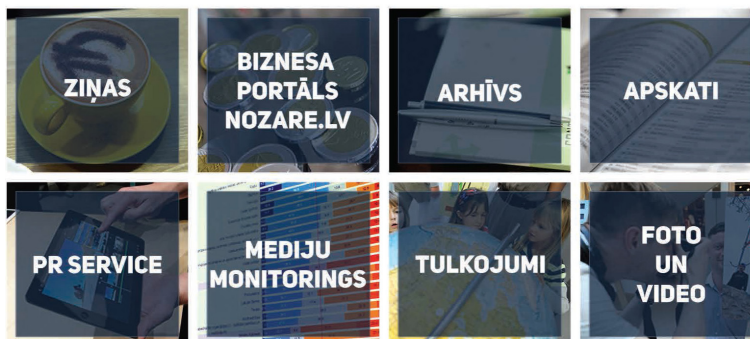 ZIŅAS
BIZNESA
PORTĀLS
NOZARE.LV
ARHĪVS
APSKATI
PR SERVICE
MEDIJU
MONITORINGS
TULKOJUMI
FOTO
UN
VIDEO